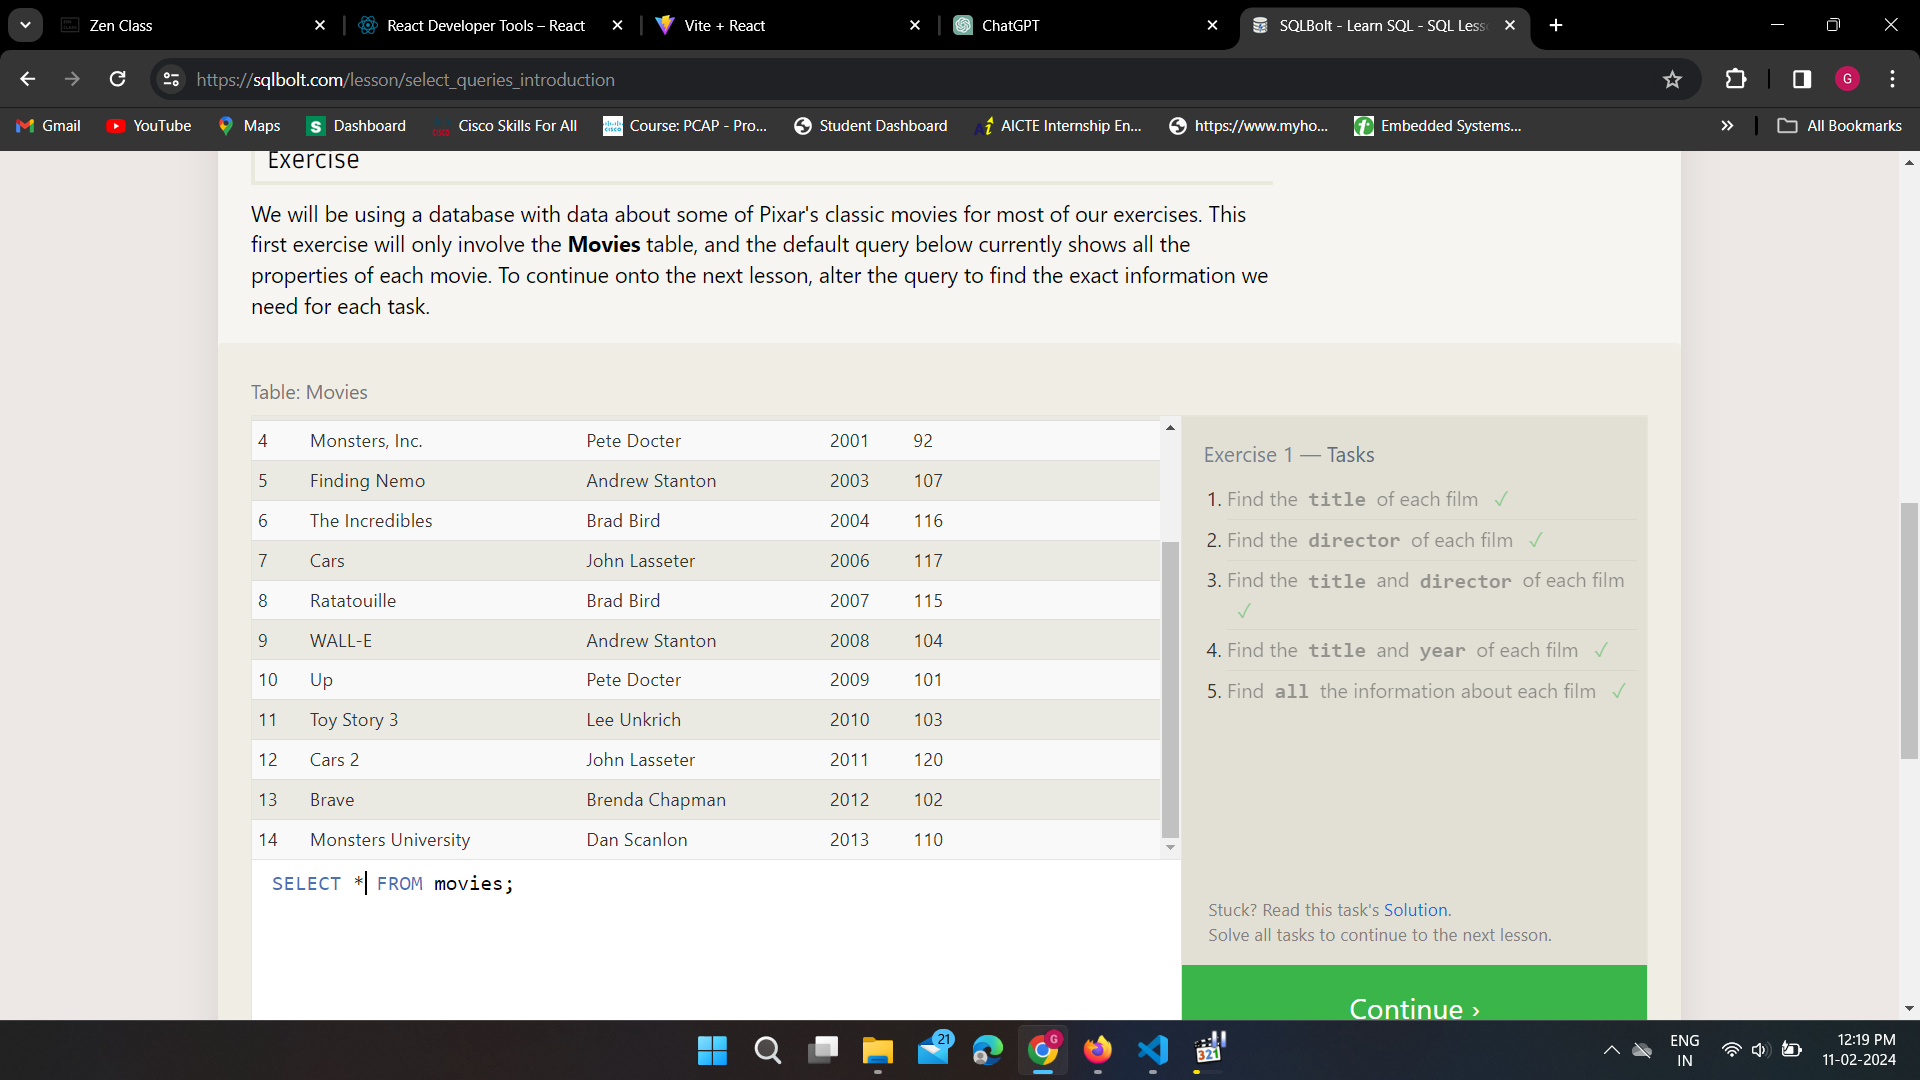 Zen Class
React Developer Tools – React
Vite + React
ChatGPT
SQLBolt - Learn SQL - SQL Less
https://sqlbolt.com/lesson/select_queries_introduction
G
Gmail
YouTube
Maps
S
Dashboard
Cisco Skills For All
Course: PCAP - Pro...
Student Dashboard
AICTE Internship En...
https://www.myho...
Embedded Systems...
All Bookmarks
Exercise
We will be using a database with data about some of Pixar's classic movies for most of our exercises. This
first exercise will only involve the Movies table, and the default query below currently shows all the
properties of each movie. To continue onto the next lesson, alter the query to find the exact information we
need for each task.
Table: Movies
4 Monsters, Inc. Pete Docter 2001 92
5 Finding Nemo Andrew Stanton 2003 107
6 The Incredibles Brad Bird 2004 116
7 Cars John Lasseter 2006 117
8 Ratatouille Brad Bird 2007 115
9 WALL-E Andrew Stanton 2008 104
10 Up Pete Docter 2009 101
11 Toy Story 3 Lee Unkrich 2010 103
12 Cars 2 John Lasseter 2011 120
13 Brave Brenda Chapman 2012 102
14 Monsters University Dan Scanlon 2013 110
SELECT * FROM movies;
Exercise 1 — Tasks
1. Find the title of each film ✓
2. Find the director of each film ✓
3. Find the title and director of each film
✓
4. Find the title and year of each film ✓
5. Find all the information about each film ✓
Stuck? Read this task's Solution.
Solve all tasks to continue to the next lesson.
Continue ›
21
G
321
ENG
IN
12:19 PM
11-02-2024